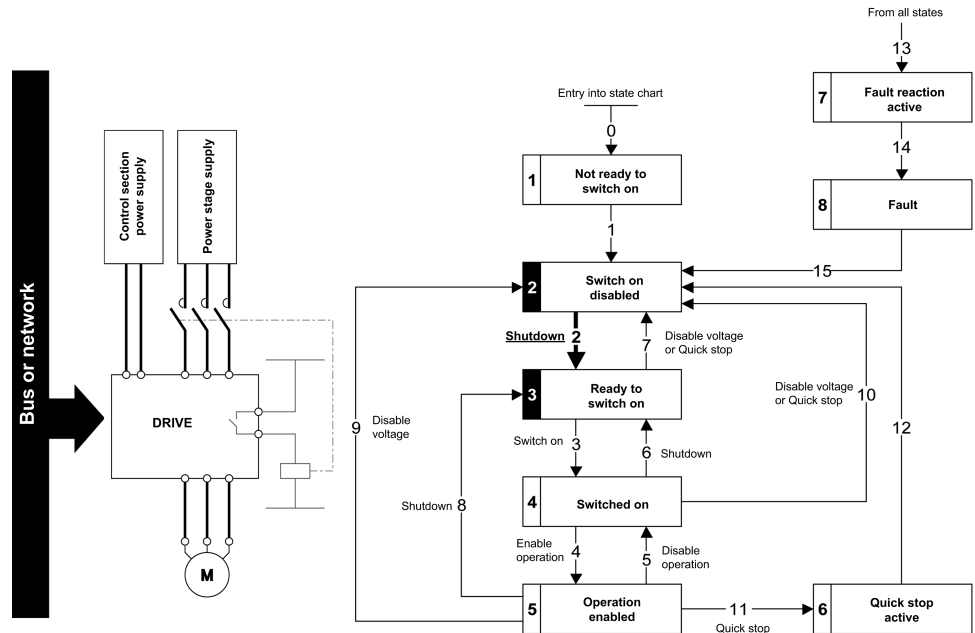 From all states
13
7
Fault reaction
active
14
8
Fault
15
Entry into state chart
0
1
Not ready to
switch on
1
2
Switch on
disabled
Shutdown 2
7
Disable voltage
or Quick stop
3
Ready to
switch on
Switch on
3
6
Shutdown
4
Switched on
Enable
operation
4
5
Disable
operation
5
Operation
enabled
11
Quick stop
6
Quick stop
active
Disable voltage
or Quick stop
10
12
9
Disable
voltage
Shutdown 8
Bus or network
Control section
power supply
Power stage supply
DRIVE
M